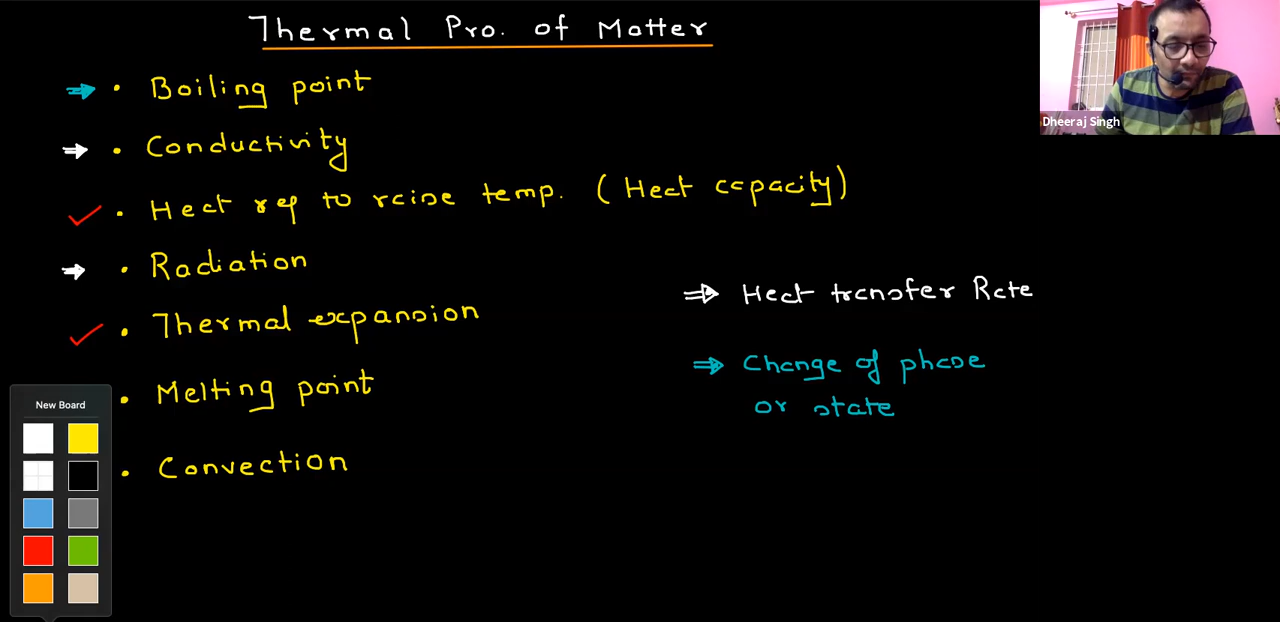 Thermal Pro. of Matter
Dheeraj Singh
• Boiling point
• Conductivity
• Heat req to raise temp. (Heat capacity)
• Radiation
⇒ Heat transfer Rate
• Thermal expansion
⇒ Change of phase
or state
• Melting point
New Board
• Convection